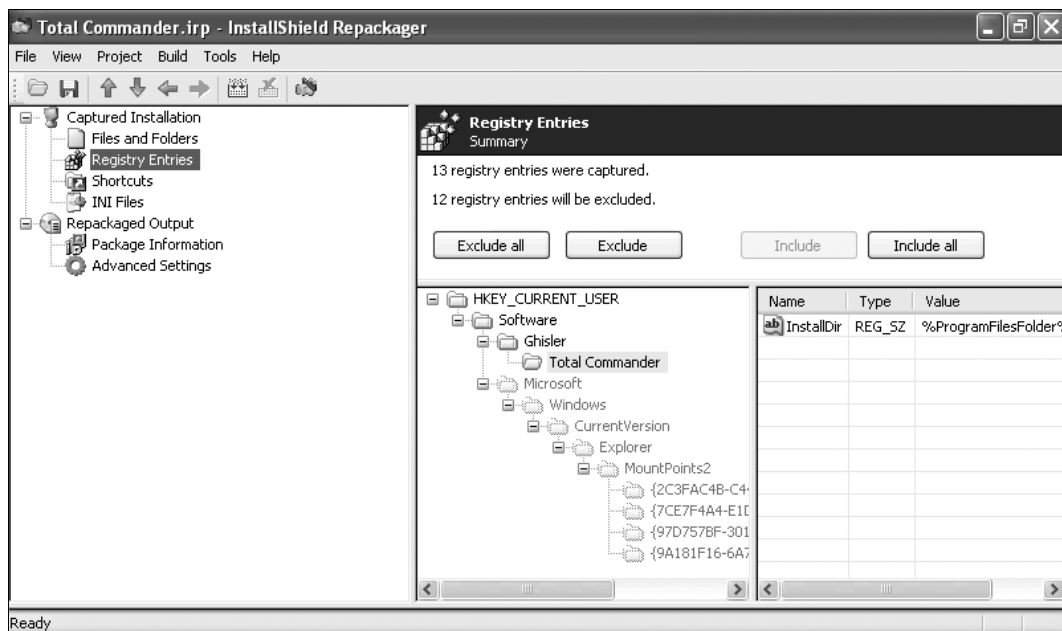 Total Commander.irp - InstallShield Repackager
File View Project Build Tools Help
Captured Installation
Files and Folders
Registry Entries
Shortcuts
INI Files
Repackaged Output
Package Information
Advanced Settings
Registry Entries
Summary
13 registry entries were captured.
12 registry entries will be excluded.
Exclude all Exclude Include Include all
HKEY_CURRENT_USER
Software
Ghisler
Total Commander
Microsoft
Windows
CurrentVersion
Explorer
MountPoints2
{2C3FAC4B-C4
{7CE7F4A4-E1D
{97D757BF-301
{9A181F16-6A7
Name Type Value
ab InstallDir REG_SZ %ProgramFilesFolder%
Ready